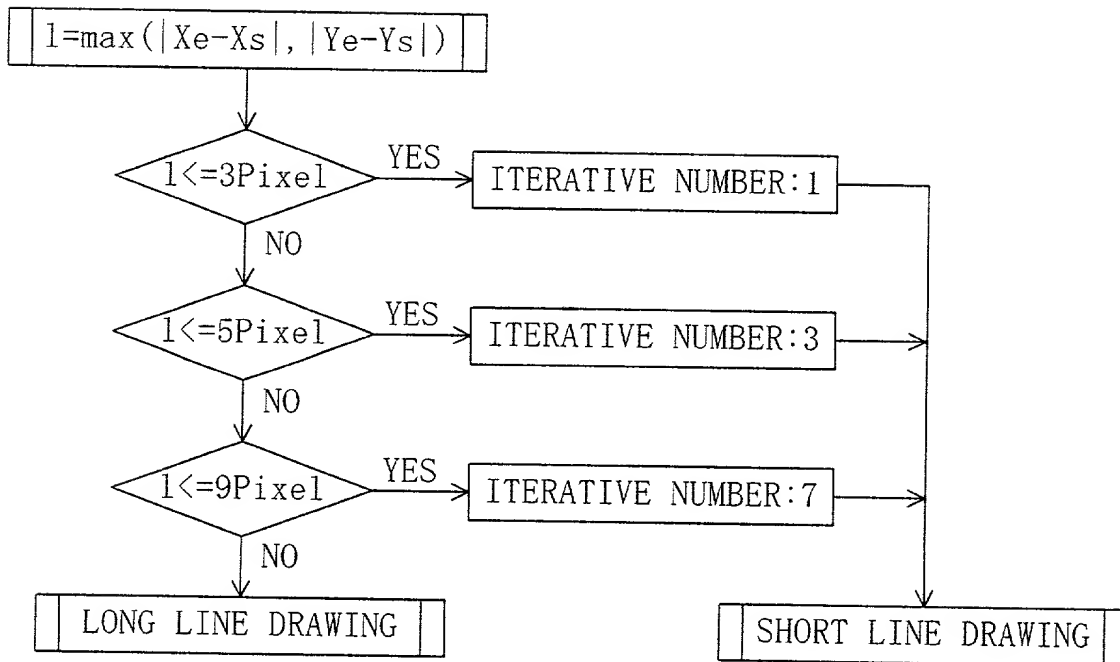 l=max(|Xe-Xs|,|Ye-Ys|)
l<=3Pixel
YES
ITERATIVE NUMBER:1
NO
l<=5Pixel
YES
ITERATIVE NUMBER:3
NO
l<=9Pixel
YES
ITERATIVE NUMBER:7
NO
LONG LINE DRAWING
SHORT LINE DRAWING